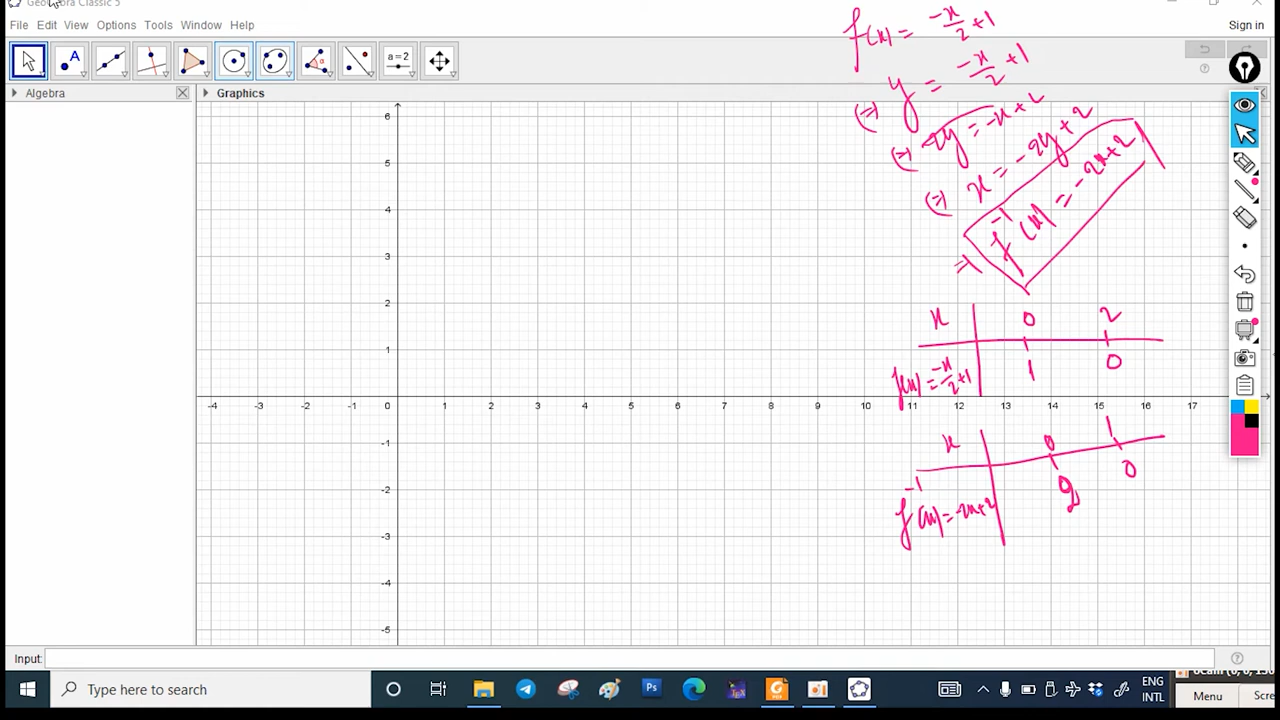 GeoGebra Classic 5
File Edit View Options Tools Window Help
Sign in
A
a=2
Algebra
Graphics
f(x) = -x/2 +1
(=) y = -x/2 +1
(=) 2y = -x+2
(=) x = -2y+2
=) f⁻¹(x) = -2x+2
6
5
4
3
2
1
-4 -3 -2 -1 0 1 2 3 4 5 6 7 8 9 10 11 12 13 14 15 16 17
-1
-2
-3
-4
-5
x 0 2
f(x) = -x/2 +1 1 0
x 0 1
f⁻¹(x) = -2x+2 2 0
Input:
Type here to search
Ps
ENG
INTL
Menu